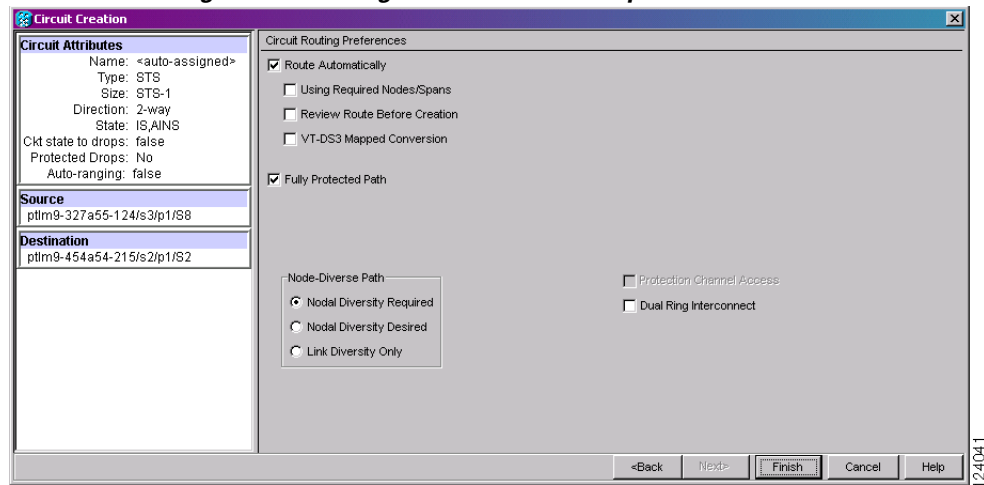 Circuit Creation
Circuit Attributes
Name: <auto-assigned>
Type: STS
Size: STS-1
Direction: 2-way
State: IS,AINS
Ckt state to drops: false
Protected Drops: No
Auto-ranging: false
Source
ptlm9-327a55-124/s3/p1/S8
Destination
ptlm9-454a54-215/s2/p1/S2
Circuit Routing Preferences
Route Automatically
Using Required Nodes/Spans
Review Route Before Creation
VT-DS3 Mapped Conversion
Fully Protected Path
Node-Diverse Path
Nodal Diversity Required
Nodal Diversity Desired
Link Diversity Only
Protection Channel Access
Dual Ring Interconnect
<Back Next> Finish Cancel Help
124041